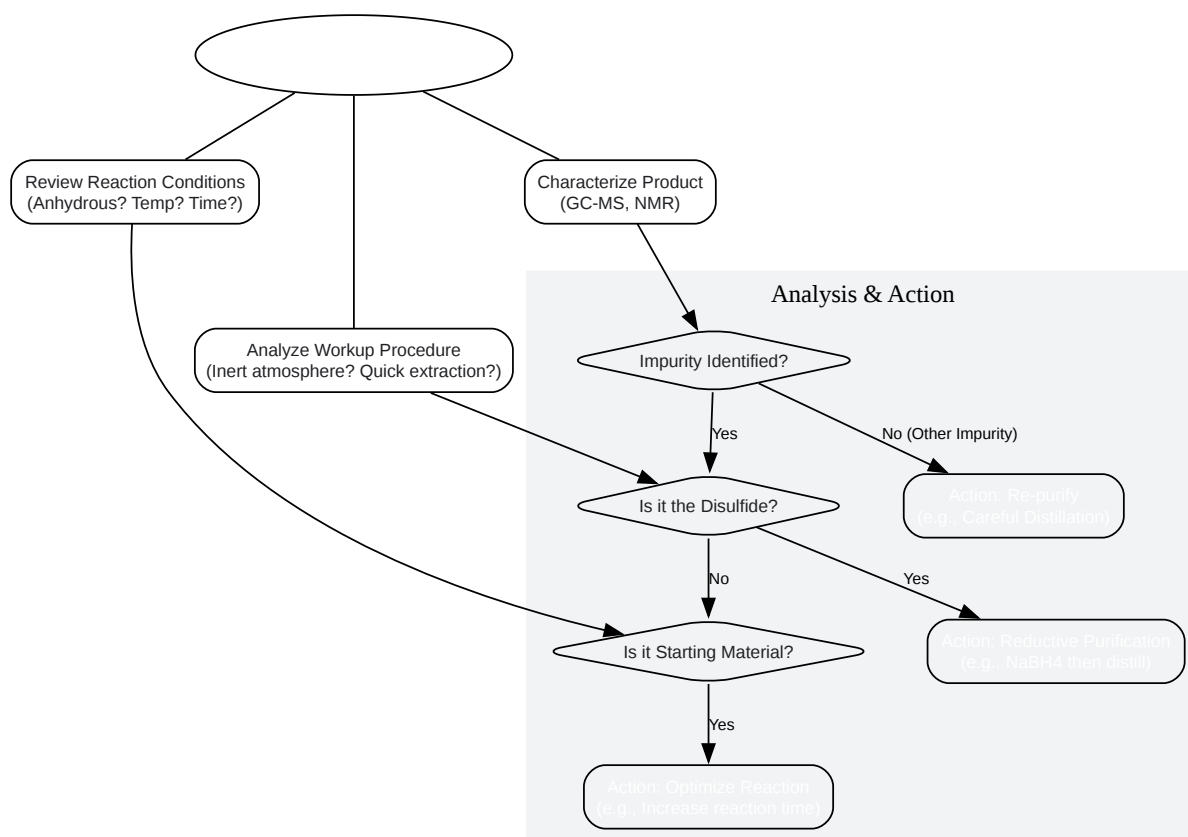 Review Reaction Conditions
(Anhydrous? Temp? Time?)
Characterize Product
(GC-MS, NMR)
Analysis & Action
Analyze Workup Procedure
(Inert atmosphere? Quick extraction?)
Impurity Identified?
Yes
No (Other Impurity)
Is it the Disulfide?
Action: Re-purify
(e.g., Careful Distillation)
No
Yes
Is it Starting Material?
Action: Reductive Purification
(e.g., NaBH4 then distill)
Yes
Action: Optimize Reaction
(e.g., Increase reaction time)